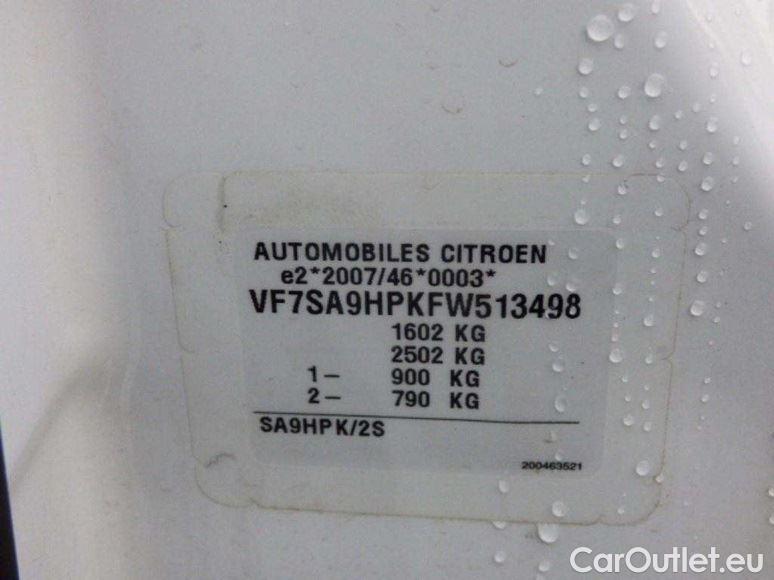 AUTOMOBILES CITROEN
e2*2007/46*0003*
VF7SA9HPKFW513498
1602 KG
2502 KG
1- 900 KG
2- 790 KG
SA9HPK/2S
200463521
CarOutlet.eu